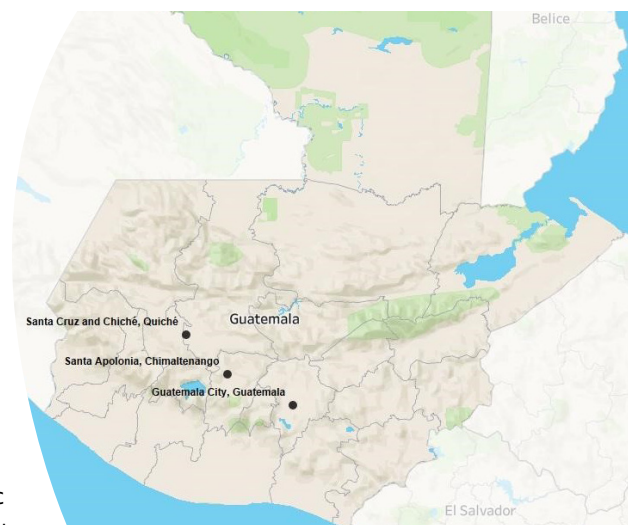 Belice
Santa Cruz and Chiché, Quiché
Guatemala
Santa Apolonia, Chimaltenango
Guatemala City, Guatemala
c
El Salvador